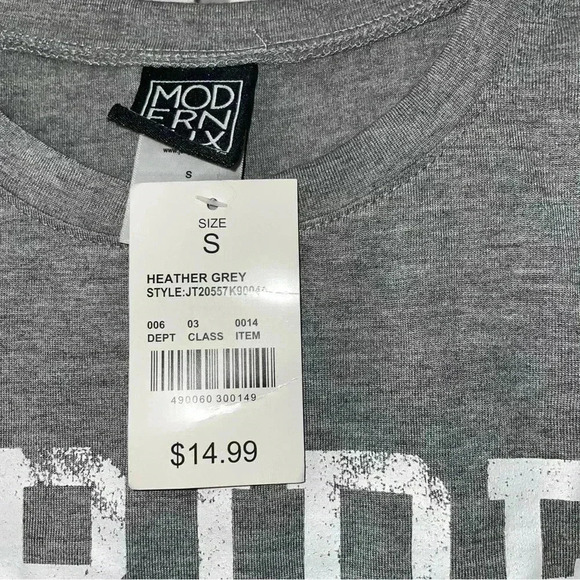 MOD
ERN
S
SIZE
S
HEATHER GREY
006 03 0014
DEPT CLASS ITEM
490060 300149
$14.99